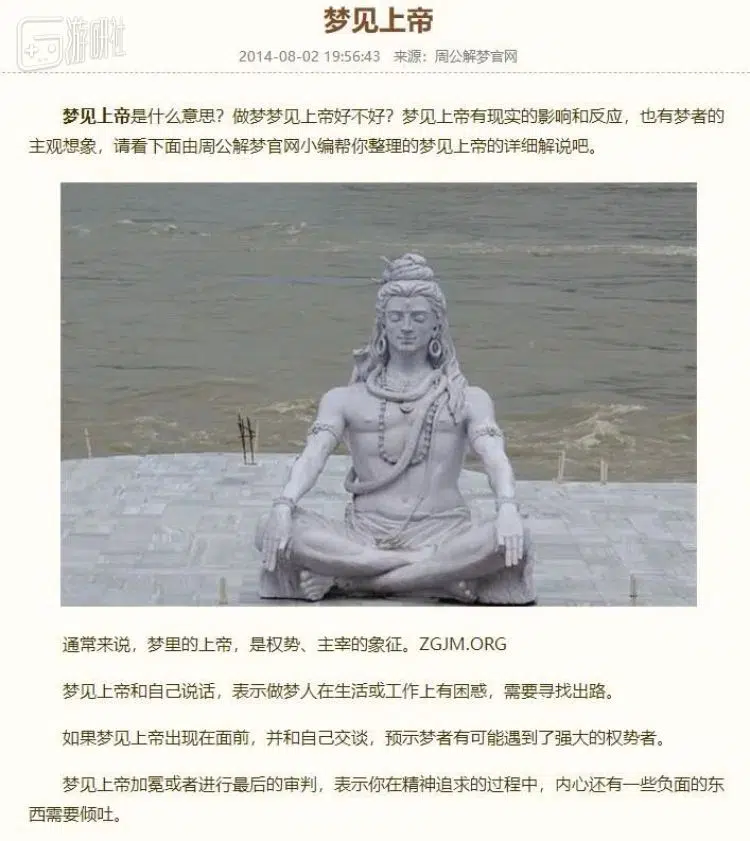 梦见上帝
游研社
2014-08-02 19:56:43 来源：周公解梦官网
梦见上帝是什么意思？做梦梦见上帝好不好？梦见上帝有现实的影响和反应，也有梦者的
主观想象，请看下面由周公解梦官网小编帮你整理的梦见上帝的详细解说吧。
通常来说，梦里的上帝，是权势、主宰的象征。ZGJM.ORG
梦见上帝和自己说话，表示做梦人在生活或工作上有困惑，需要寻找出路。
如果梦见上帝出现在面前，并和自己交谈，预示梦者有可能遇到了强大的权势者。
梦见上帝加冕或者进行最后的审判，表示你在精神追求的过程中，内心还有一些负面的东
西需要倾吐。